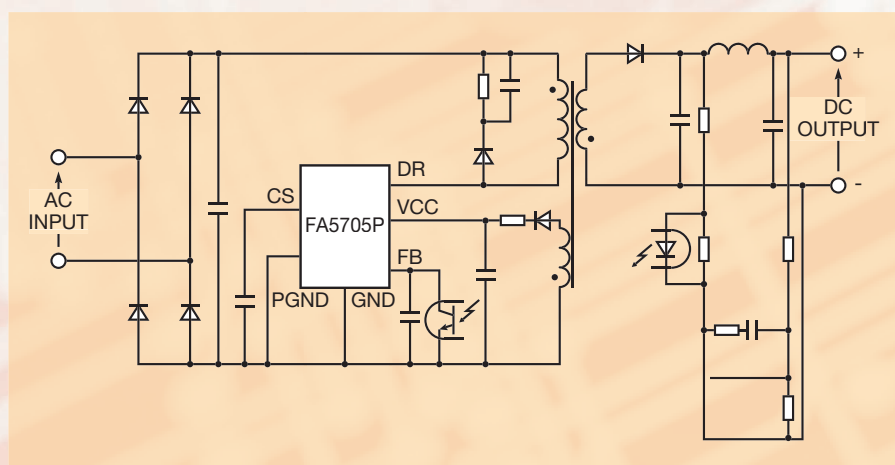 AC
INPUT
CS
FA5705P
DR
VCC
FB
PGND
GND
+
DC
OUTPUT
-